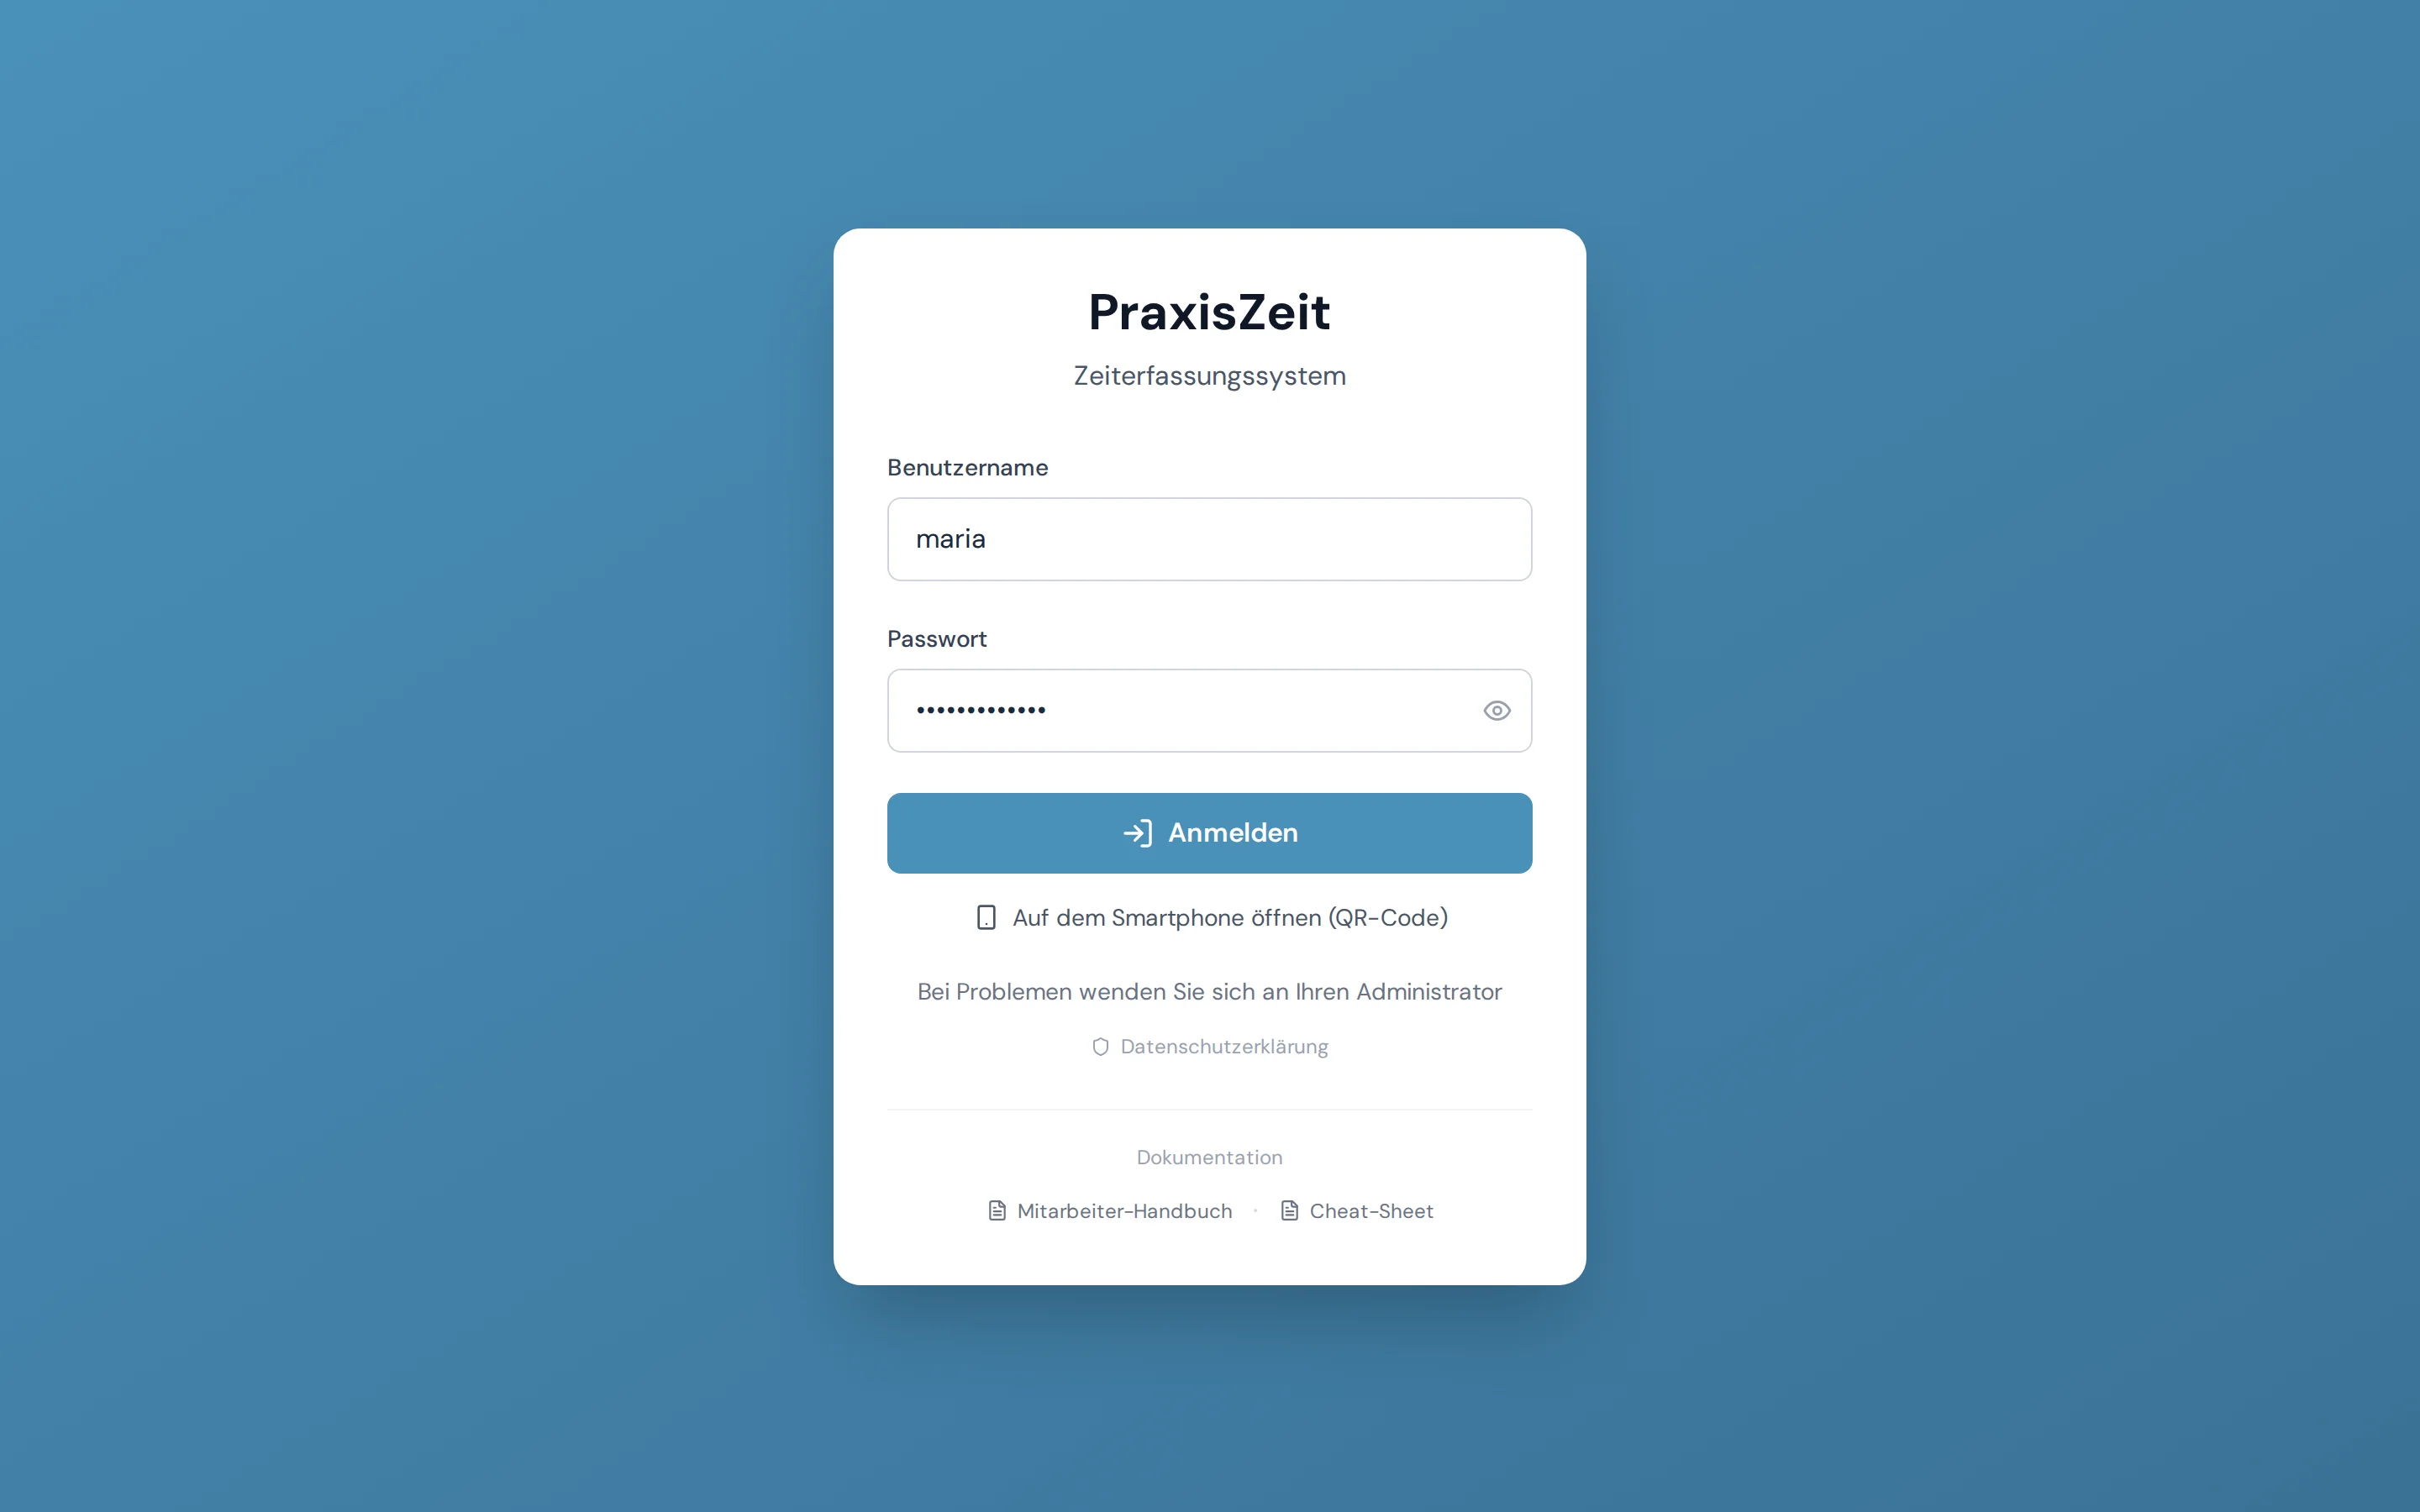 PraxisZeit
Zeiterfassungssystem
Benutzername
maria
Passwort
•••••••••••••
Anmelden
Auf dem Smartphone öffnen (QR-Code)
Bei Problemen wenden Sie sich an Ihren Administrator
Datenschutzerklärung
Dokumentation
Mitarbeiter-Handbuch · Cheat-Sheet